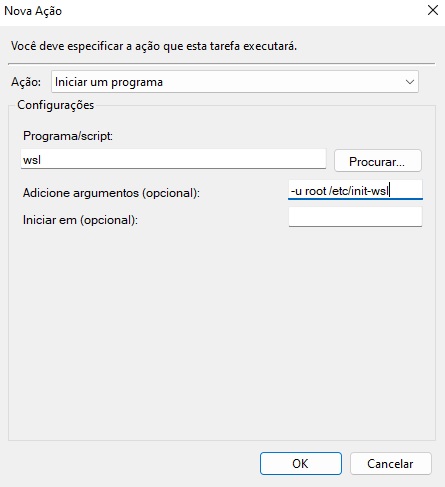 Nova Ação
Você deve especificar a ação que esta tarefa executará.
Ação: Iniciar um programa
Configurações
Programa/script:
wsl Procurar...
Adicione argumentos (opcional): -u root /etc/init-wsl
Iniciar em (opcional):
OK Cancelar